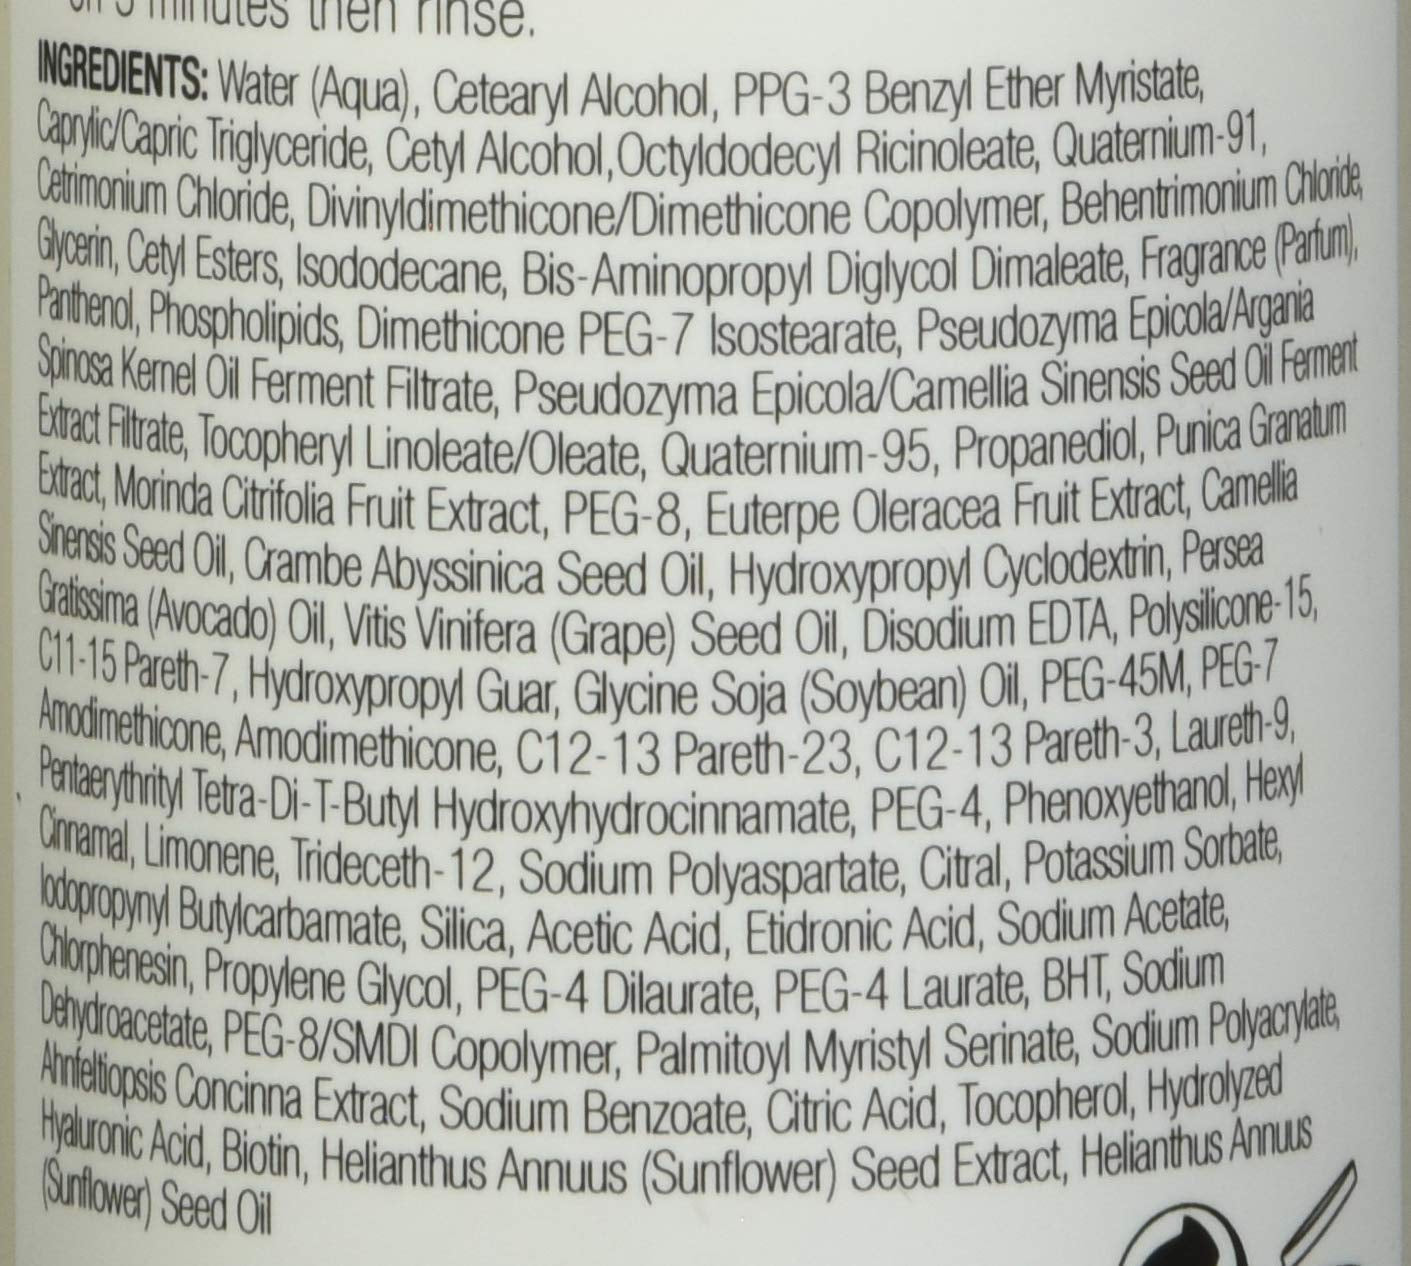 on 5 minutes then rinse.
INGREDIENTS: Water (Aqua), Cetearyl Alcohol, PPG-3 Benzyl Ether Myristate,
Caprylic/Capric Triglyceride, Cetyl Alcohol,Octyldodecyl Ricinoleate, Quaternium-91,
Cetrimonium Chloride, Divinyldimethicone/Dimethicone Copolymer, Behentrimonium Chloride,
Glycerin, Cetyl Esters, Isododecane, Bis-Aminopropyl Diglycol Dimaleate, Fragrance (Parfum),
Panthenol, Phospholipids, Dimethicone PEG-7 Isostearate, Pseudozyma Epicola/Argania
Spinosa Kernel Oil Ferment Filtrate, Pseudozyma Epicola/Camellia Sinensis Seed Oil Ferment
Extract Filtrate, Tocopheryl Linoleate/Oleate, Quaternium-95, Propanediol, Punica Granatum
Extract, Morinda Citrifolia Fruit Extract, PEG-8, Euterpe Oleracea Fruit Extract, Camellia
Sinensis Seed Oil, Crambe Abyssinica Seed Oil, Hydroxypropyl Cyclodextrin, Persea
Gratissima (Avocado) Oil, Vitis Vinifera (Grape) Seed Oil, Disodium EDTA, Polysilicone-15,
C11-15 Pareth-7, Hydroxypropyl Guar, Glycine Soja (Soybean) Oil, PEG-45M, PEG-7
Amodimethicone, Amodimethicone, C12-13 Pareth-23, C12-13 Pareth-3, Laureth-9,
Pentaerythrityl Tetra-Di-T-Butyl Hydroxyhydrocinnamate, PEG-4, Phenoxyethanol, Hexyl
Cinnamal, Limonene, Trideceth-12, Sodium Polyaspartate, Citral, Potassium Sorbate,
Iodopropynyl Butylcarbamate, Silica, Acetic Acid, Etidronic Acid, Sodium Acetate,
Chlorphenesin, Propylene Glycol, PEG-4 Dilaurate, PEG-4 Laurate, BHT, Sodium
Dehydroacetate, PEG-8/SMDI Copolymer, Palmitoyl Myristyl Serinate, Sodium Polyacrylate,
Ahnfeltiopsis Concinna Extract, Sodium Benzoate, Citric Acid, Tocopherol, Hydrolyzed
Hyaluronic Acid, Biotin, Helianthus Annuus (Sunflower) Seed Extract, Helianthus Annuus
(Sunflower) Seed Oil